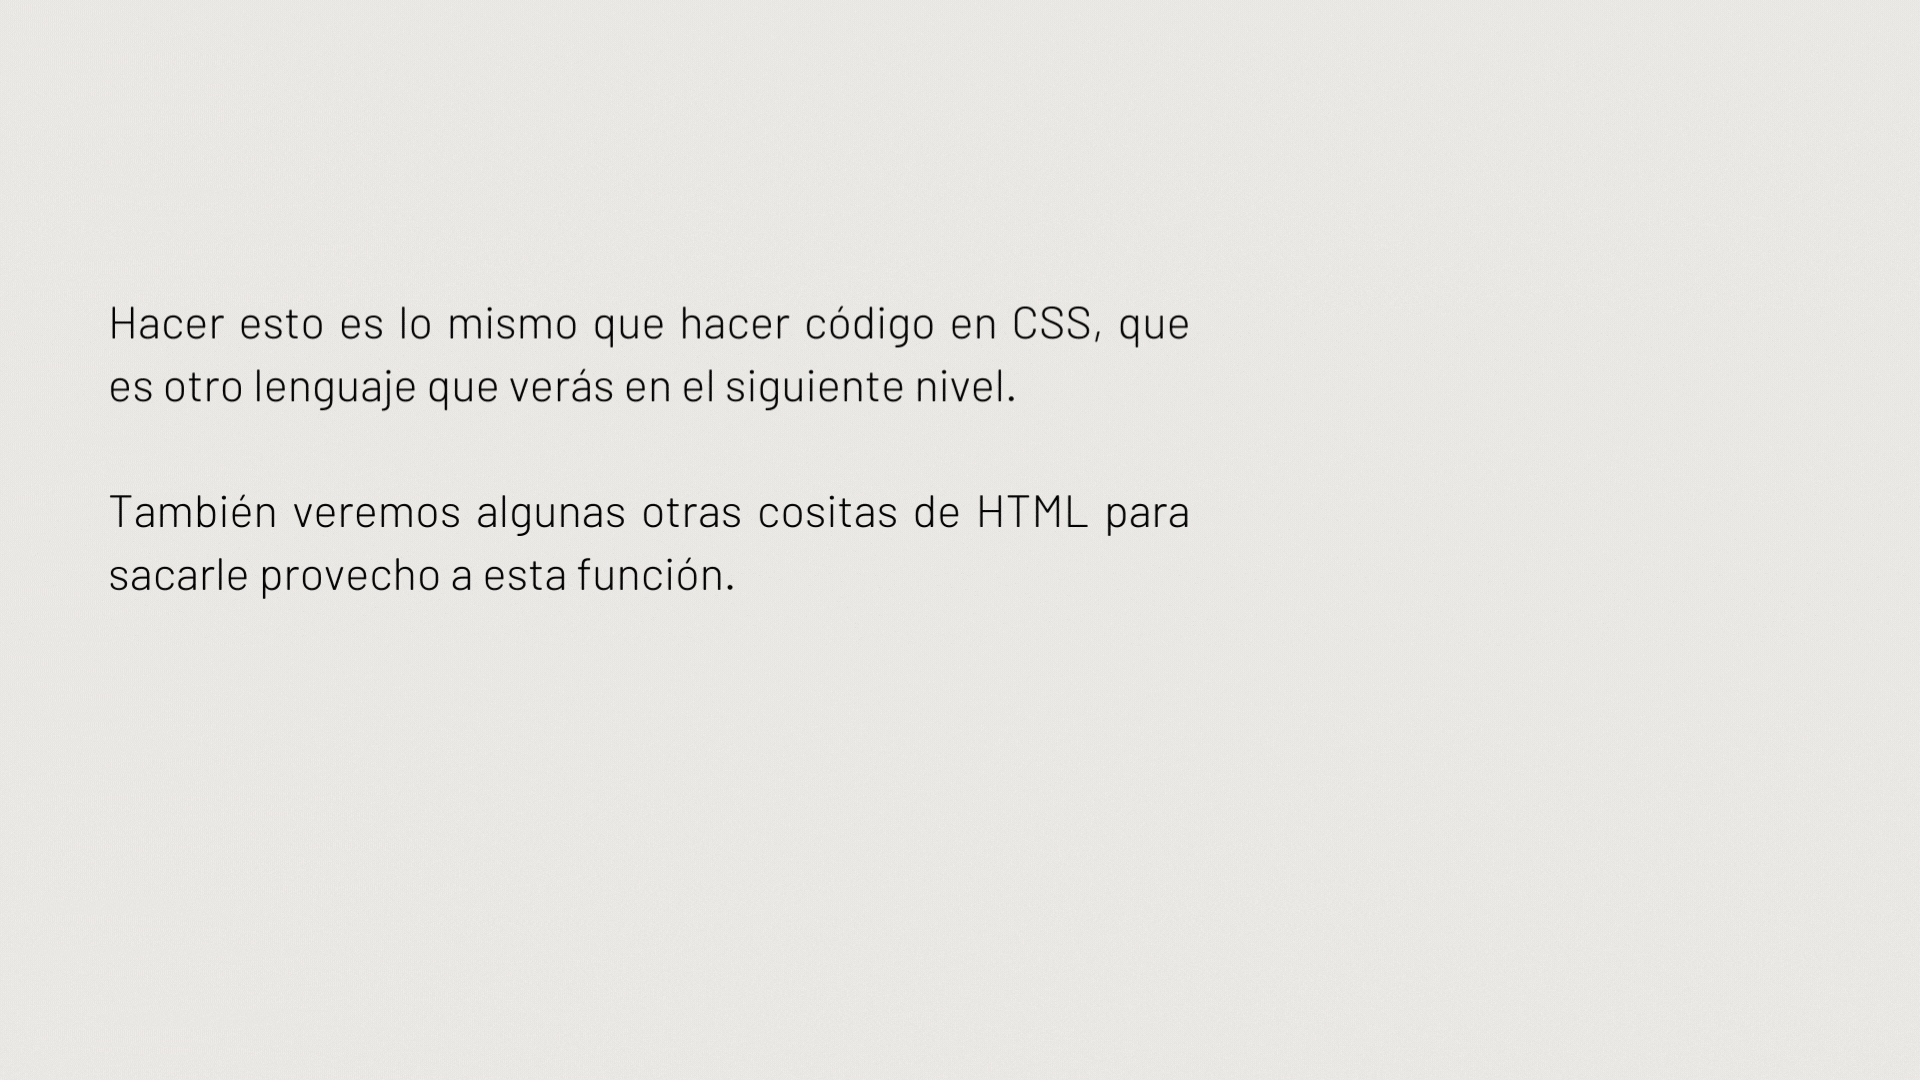 Hacer esto es lo mismo que hacer código en CSS, que
es otro lenguaje que verás en el siguiente nivel.
También veremos algunas otras cositas de HTML para
sacarle provecho a esta función.